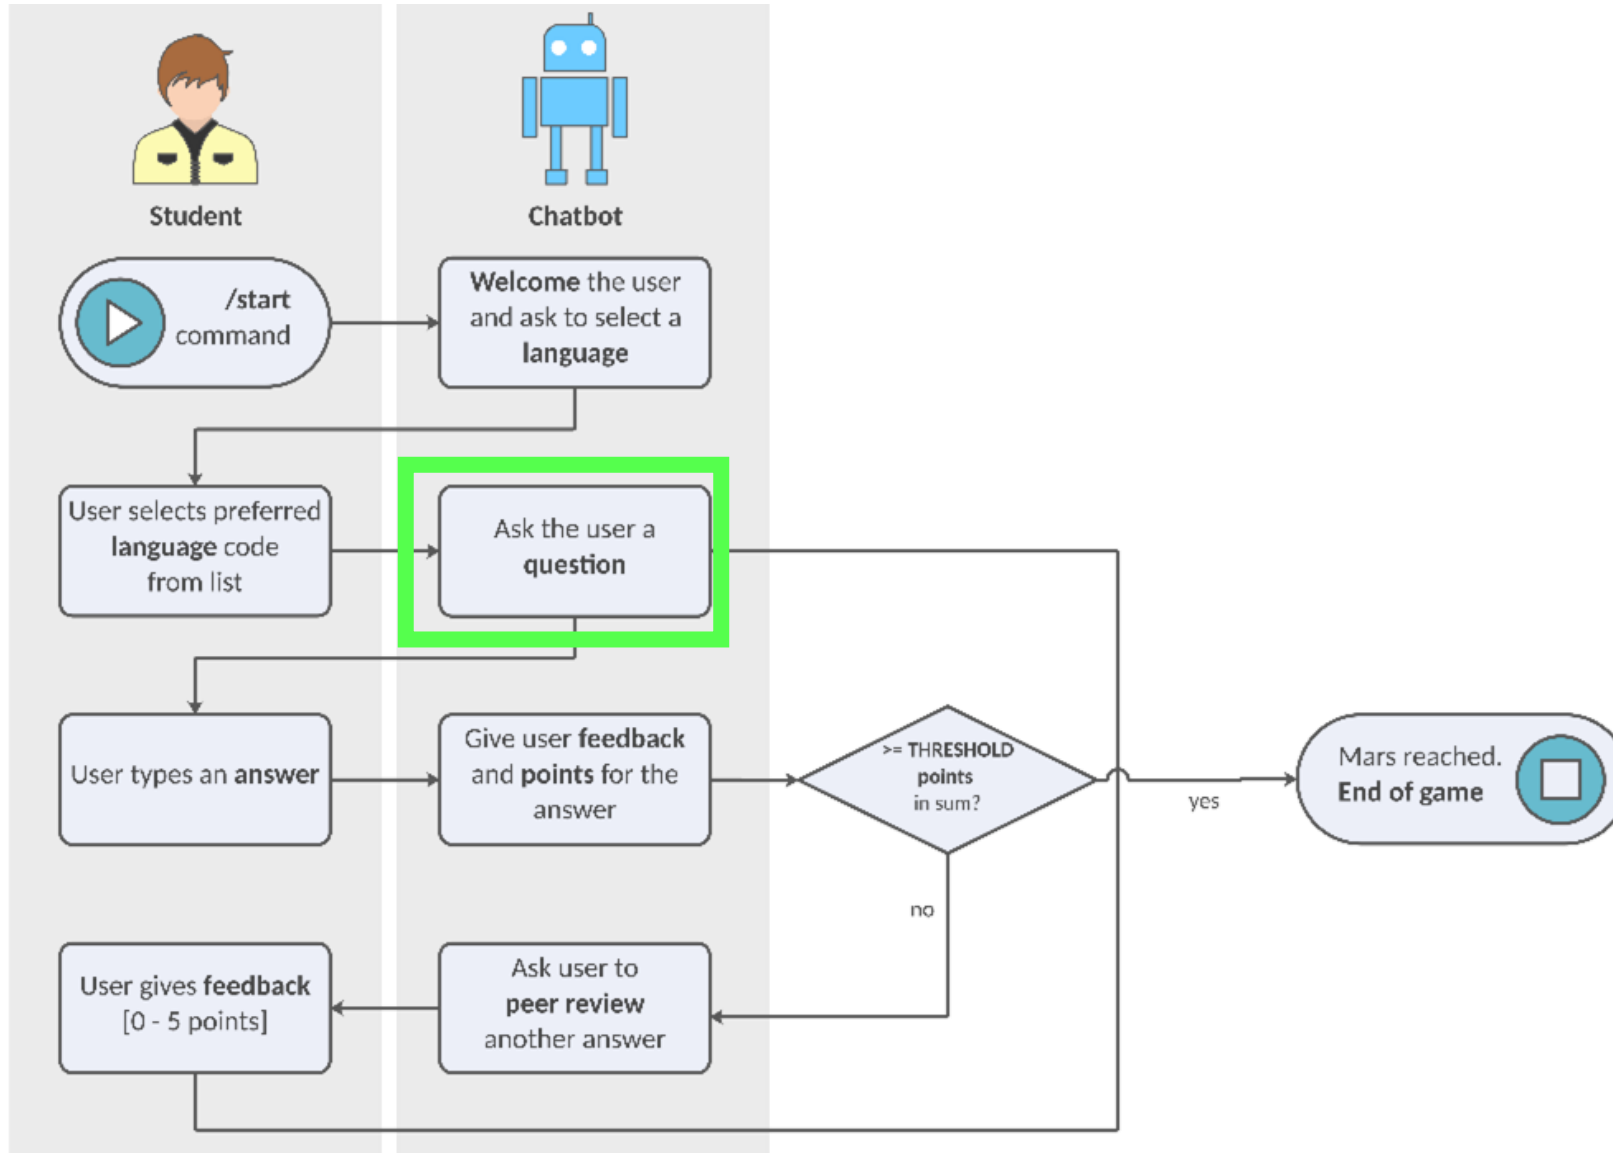 Student
Chatbot
/start
command
Welcome the user
and ask to select a
language
User selects preferred
language code
from list
Ask the user a
question
User types an answer
Give user feedback
and points for the
answer
>= THRESHOLD
points
in sum?
yes
Mars reached.
End of game
no
User gives feedback
[0 - 5 points]
Ask user to
peer review
another answer